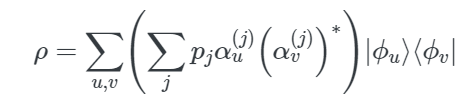 ρ = ∑_{u,v} ( ∑_j p_j α_u^{(j)} ( α_v^{(j)} )^* ) |ϕ_u⟩⟨ϕ_v|